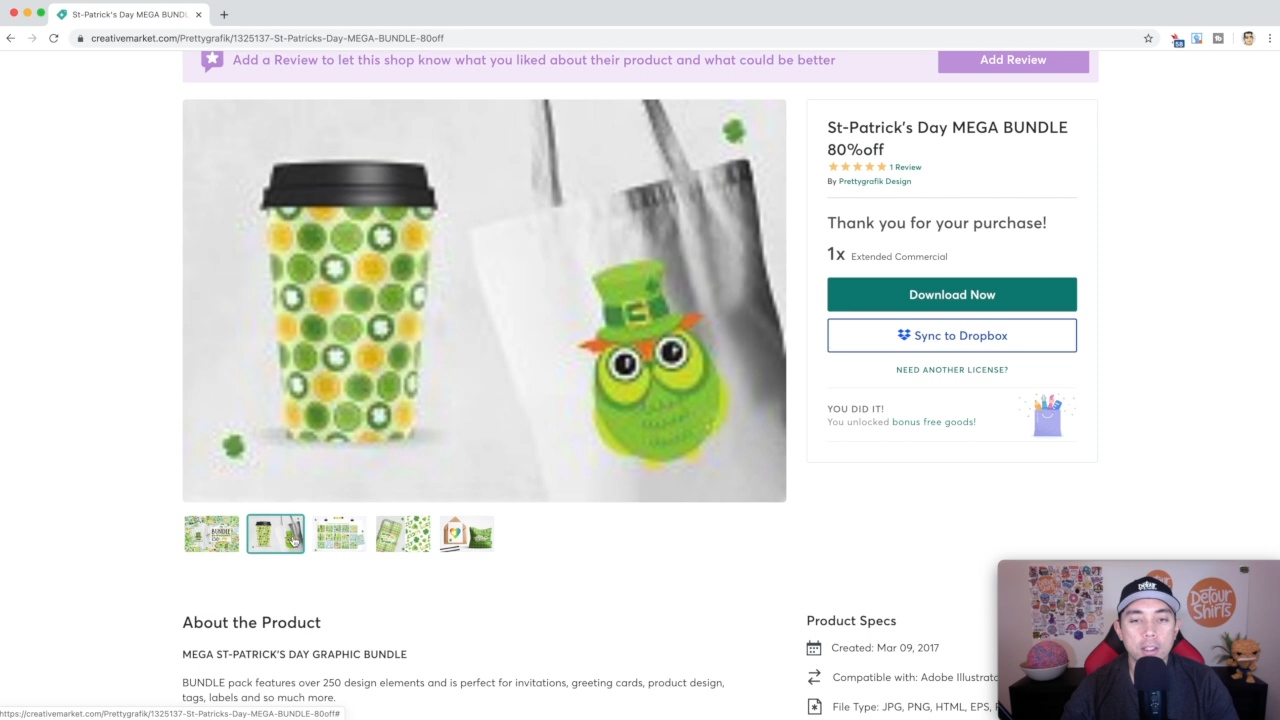 St-Patrick's Day MEGA BUNDL
creativemarket.com/Prettygrafik/1325137-St-Patricks-Day-MEGA-BUNDLE-80off
Add a Review to let this shop know what you liked about their product and what could be better
Add Review
St-Patrick's Day MEGA BUNDLE
80%off
1 Review
By Prettygrafik Design
Thank you for your purchase!
1x Extended Commercial
Download Now
Sync to Dropbox
NEED ANOTHER LICENSE?
YOU DID IT!
You unlocked bonus free goods!
BUNDLE
About the Product
MEGA ST-PATRICK'S DAY GRAPHIC BUNDLE
BUNDLE pack features over 250 design elements and is perfect for invitations, greeting cards, product design,
tags, labels and so much more.
Product Specs
Created: Mar 09, 2017
Compatible with: Adobe Illustrato
File Type: JPG, PNG, HTML, EPS,
https://creativemarket.com/Prettygrafik/1325137-St-Patricks-Day-MEGA-BUNDLE-80off#
DETOUR
SHIRTS